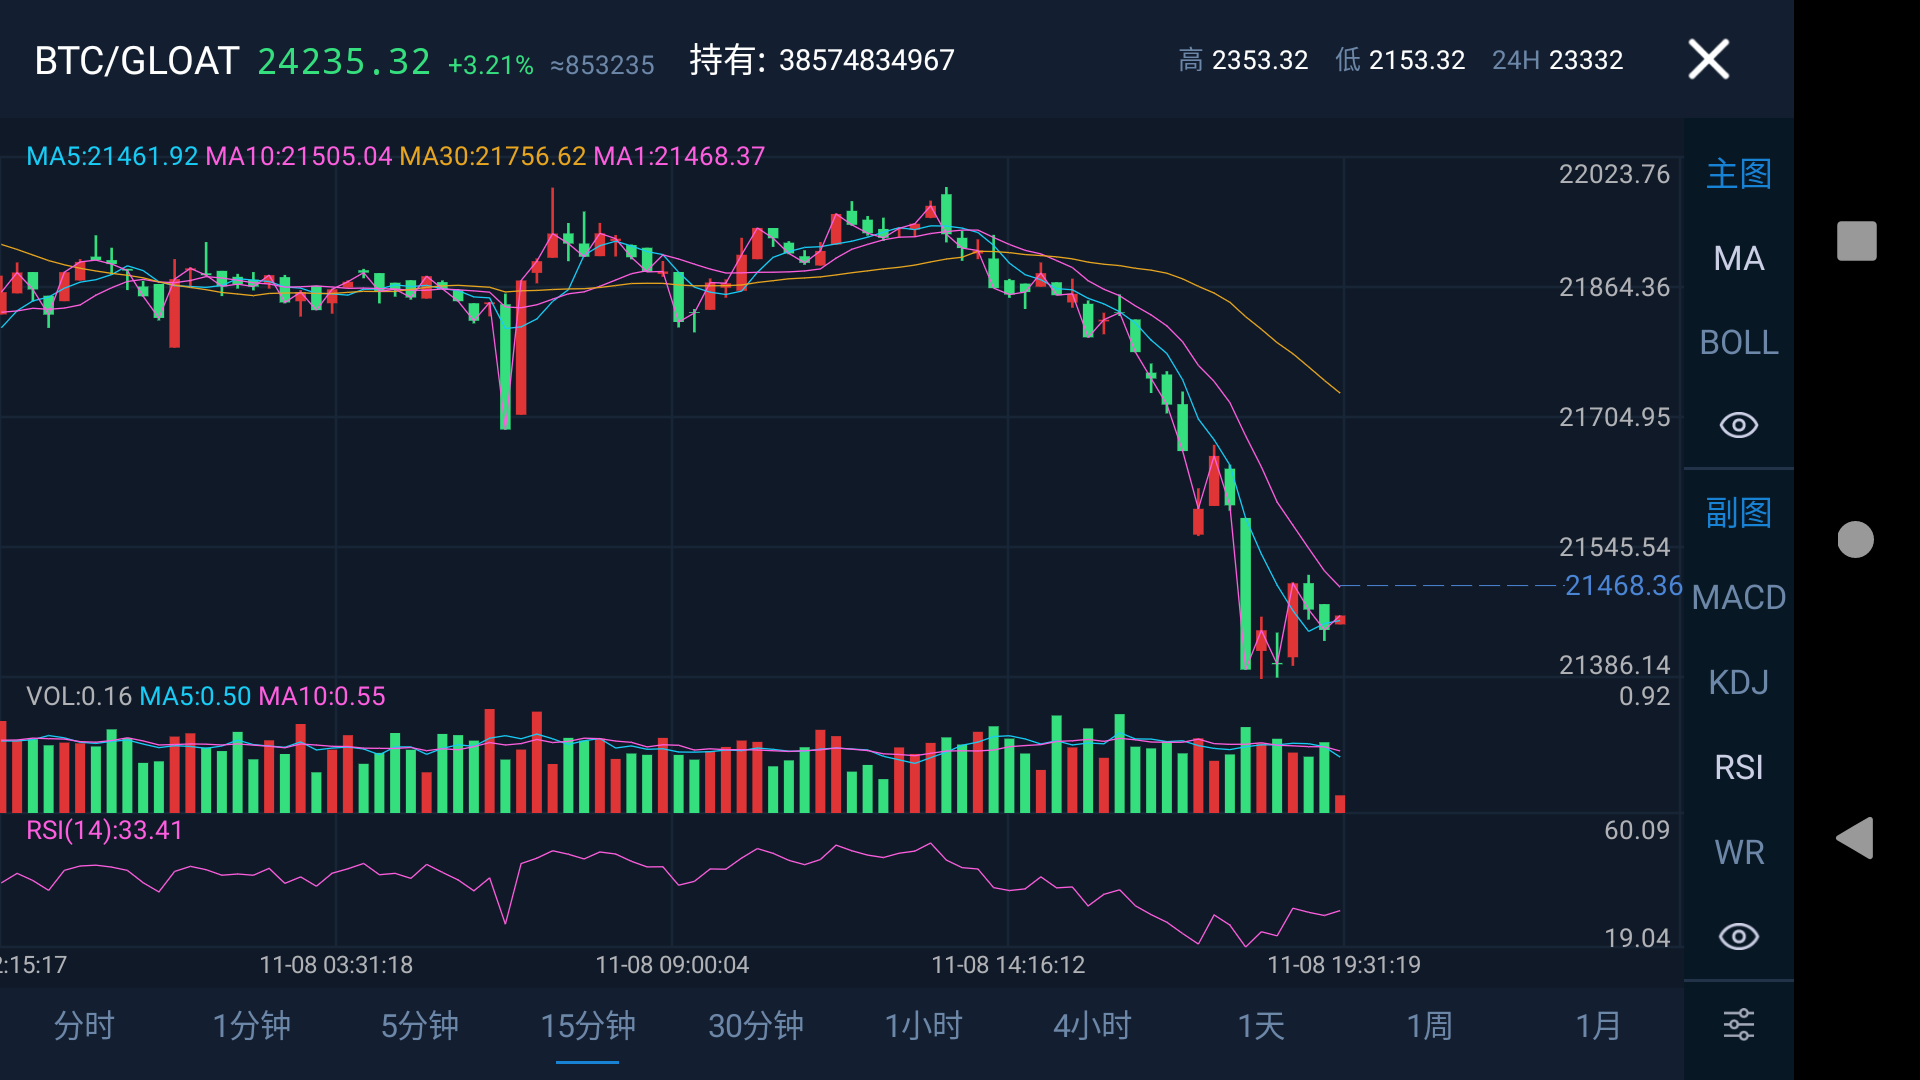 BTC/GLOAT 24235.32 +3.21% ≈853235 持有: 38574834967 高 2353.32 低 2153.32 24H 23332
MA5:21461.92 MA10:21505.04 MA30:21756.62 MA1:21468.37
22023.76
21864.36
21704.95
21545.54
21468.36
21386.14
VOL:0.16 MA5:0.50 MA10:0.55
0.92
RSI(14):33.41
60.09
19.04
2:15:17 11-08 03:31:18 11-08 09:00:04 11-08 14:16:12 11-08 19:31:19
分时 1分钟 5分钟 15分钟 30分钟 1小时 4小时 1天 1周 1月
主图
MA
BOLL
副图
MACD
KDJ
RSI
WR